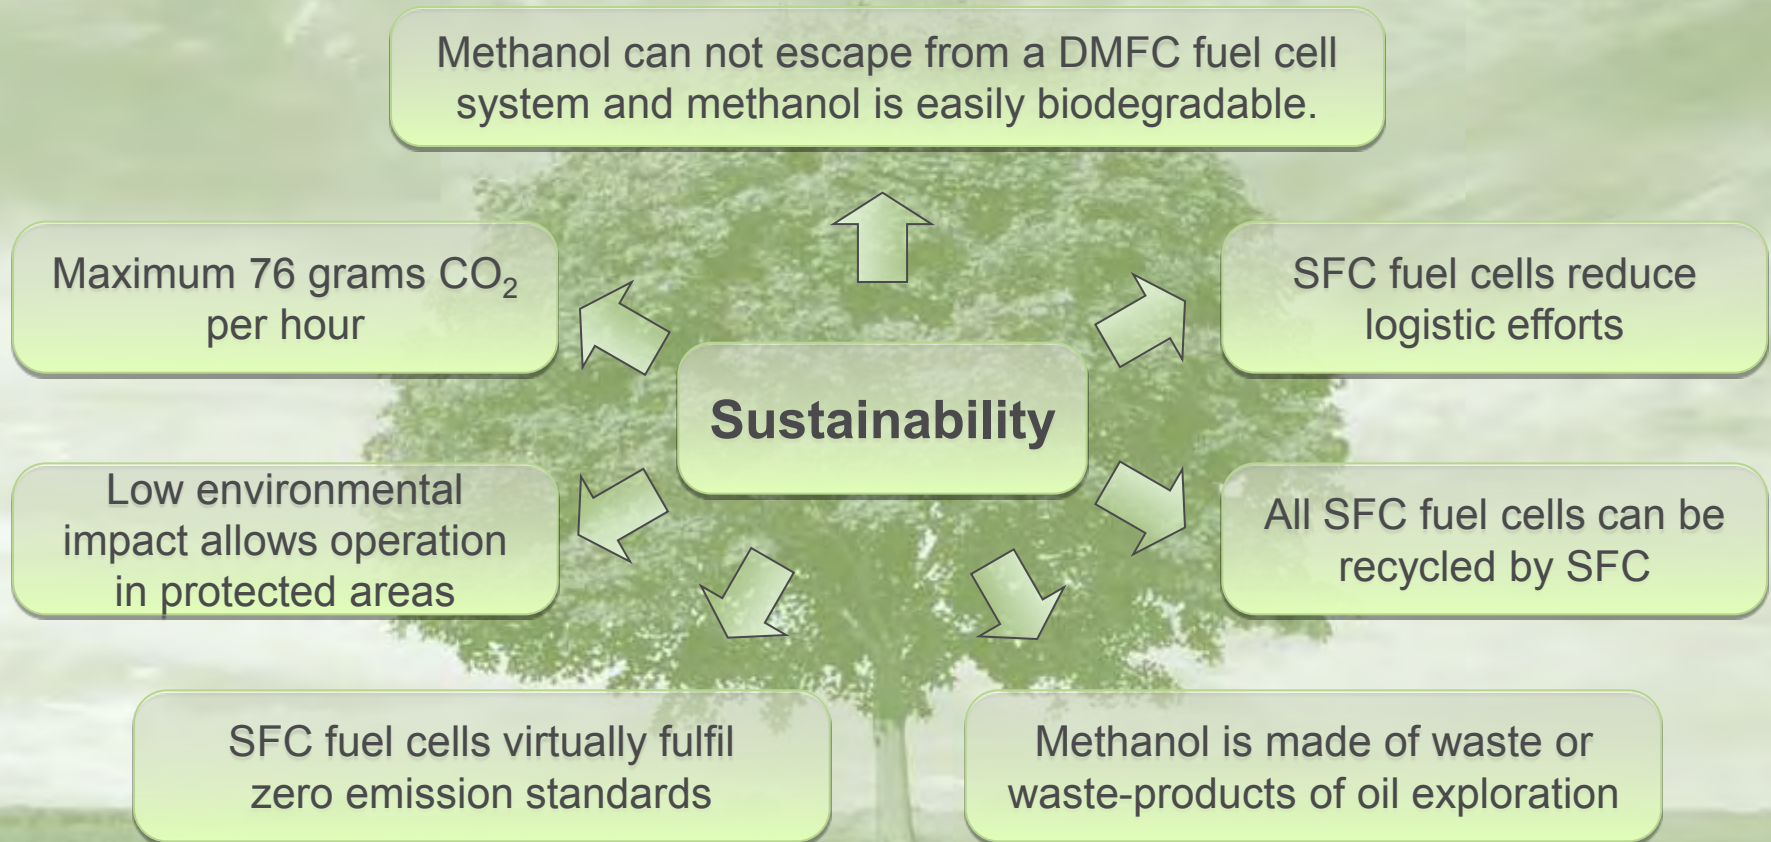 Methanol can not escape from a DMFC fuel cell
system and methanol is easily biodegradable.
Maximum 76 grams CO₂
per hour
SFC fuel cells reduce
logistic efforts
Sustainability
Low environmental
impact allows operation
in protected areas
All SFC fuel cells can be
recycled by SFC
SFC fuel cells virtually fulfil
zero emission standards
Methanol is made of waste or
waste-products of oil exploration